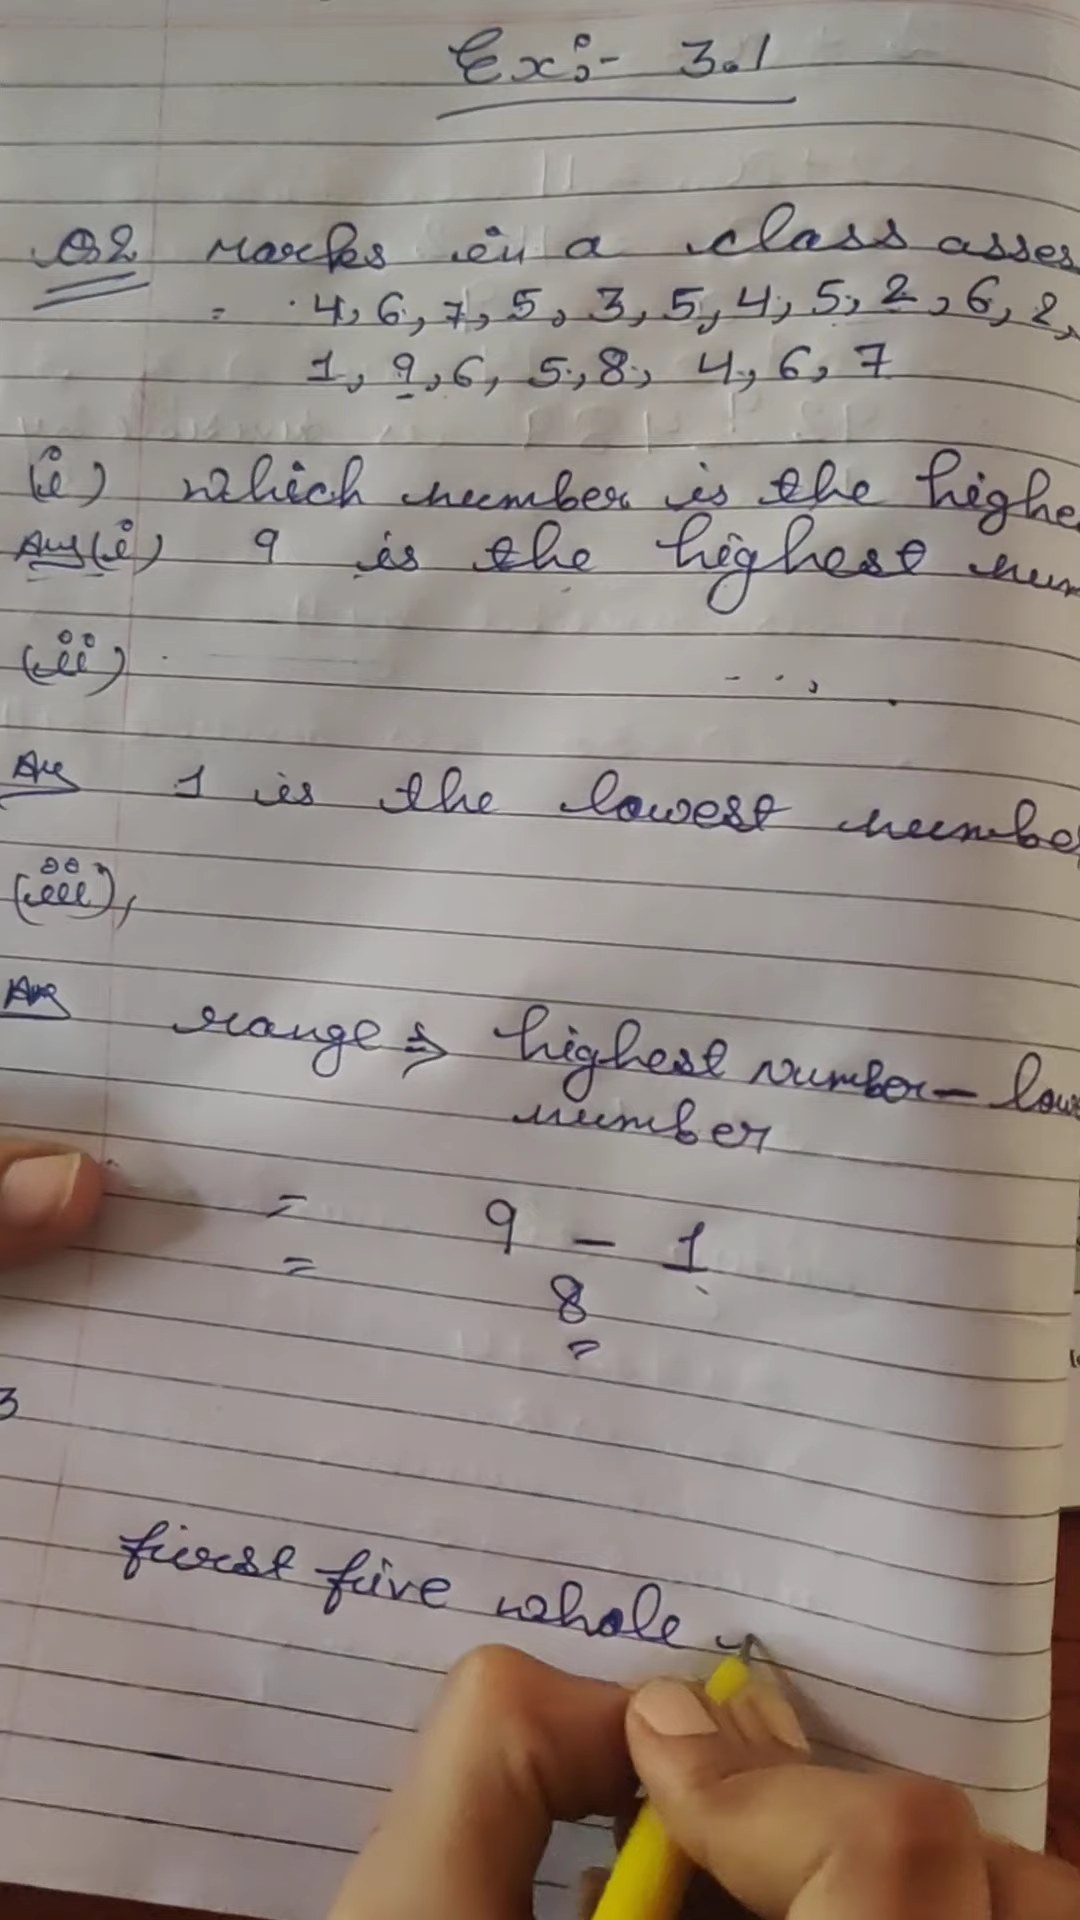 Ex:- 3.1
Q2 Marks in a class asses
= 4, 6, 7, 5, 3, 5, 4, 5, 2, 6, 2,
1, 9, 6, 5, 8, 4, 6, 7
(i) which number is the highe
Ans(i) 9 is the highest num
(ii)
Ans 1 is the lowest numbe
(iii),
Ans range ⇒ highest number – low
number
= 9 – 1
= 8
=
3
first five whole